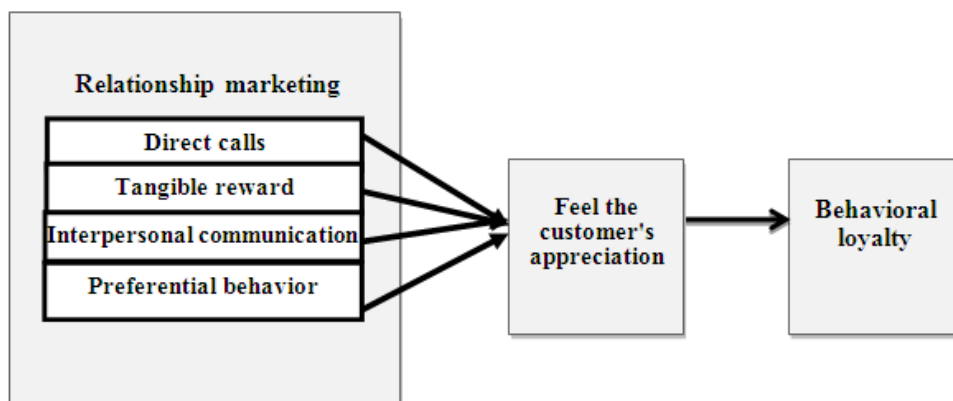 Relationship marketing
Direct calls
Tangible reward
Interpersonal communication
Preferential behavior
Feel the
customer's
appreciation
Behavioral
loyalty